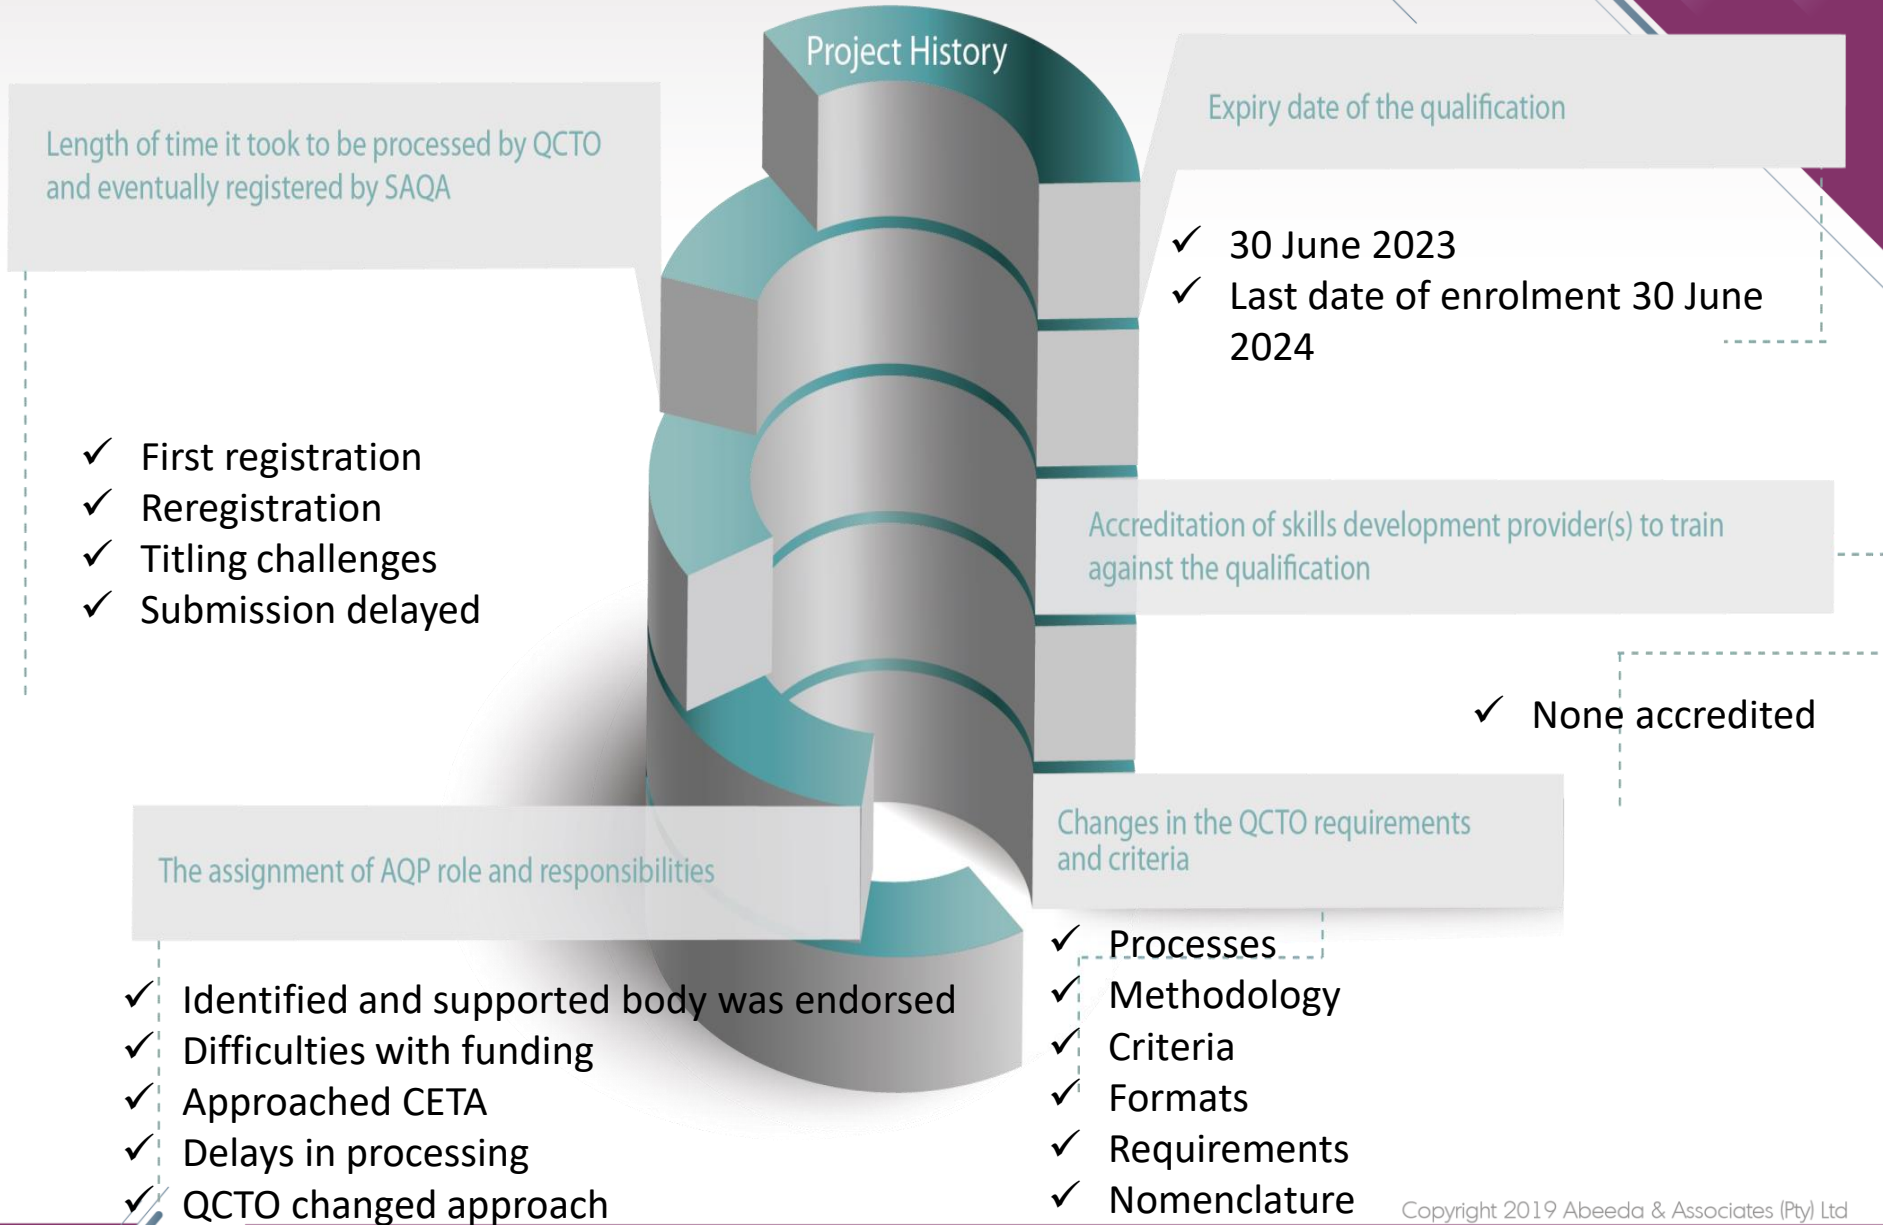 Project History
Length of time it took to be processed by QCTO
and eventually registered by SAQA
✓ First registration
✓ Reregistration
✓ Titling challenges
✓ Submission delayed
Expiry date of the qualification
✓ 30 June 2023
✓ Last date of enrolment 30 June
2024
Accreditation of skills development provider(s) to train
against the qualification
✓ None accredited
The assignment of AQP role and responsibilities
✓ Identified and supported body was endorsed
✓ Difficulties with funding
✓ Approached CETA
✓ Delays in processing
✓ QCTO changed approach
Changes in the QCTO requirements
and criteria
✓ Processes
✓ Methodology
✓ Criteria
✓ Formats
✓ Requirements
✓ Nomenclature
Copyright 2019 Abeeda & Associates (Pty) Ltd